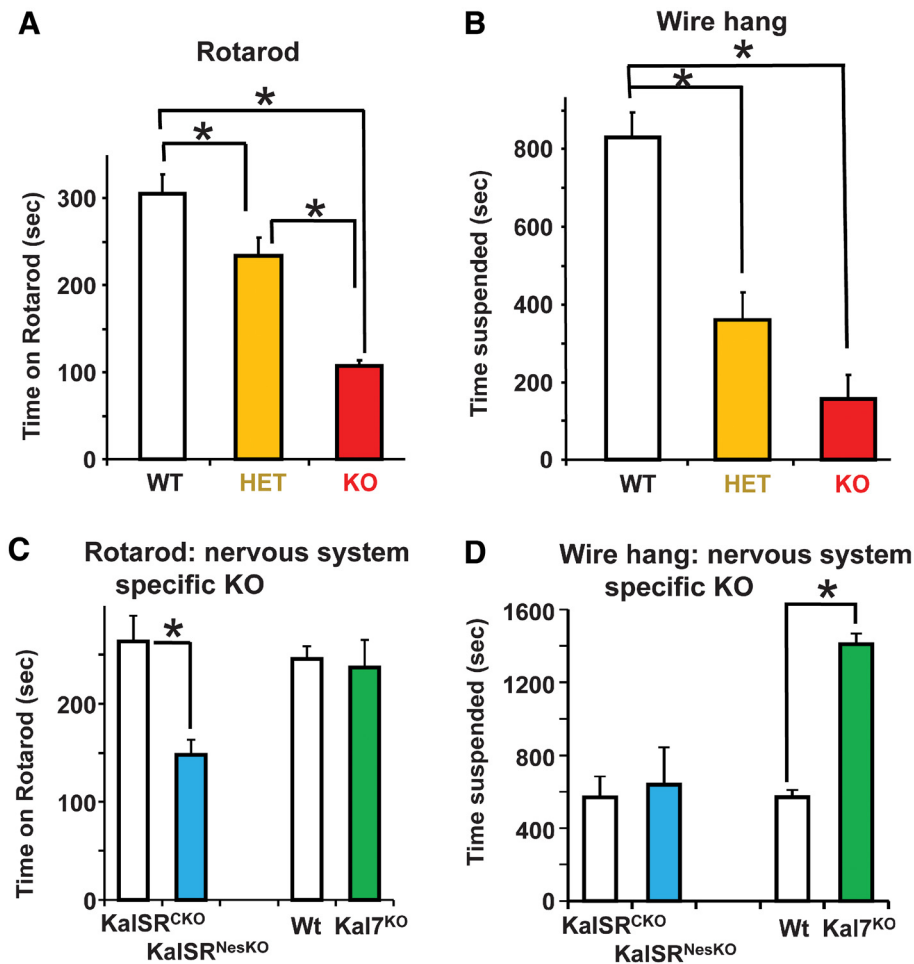 A
Rotarod
*
*
*
Time on Rotarod (sec)
300
200
100
0
WT HET KO
B
Wire hang
*
*
Time suspended (sec)
800
600
400
200
0
WT HET KO
C
Rotarod: nervous system
specific KO
*
Time on Rotarod (sec)
200
100
0
KalSR^CKO Wt Kal7^KO
KalSR^NesKO
D
Wire hang: nervous system
specific KO
*
Time suspended (sec)
1600
1200
800
400
0
KalSR^CKO Wt Kal7^KO
KalSR^NesKO